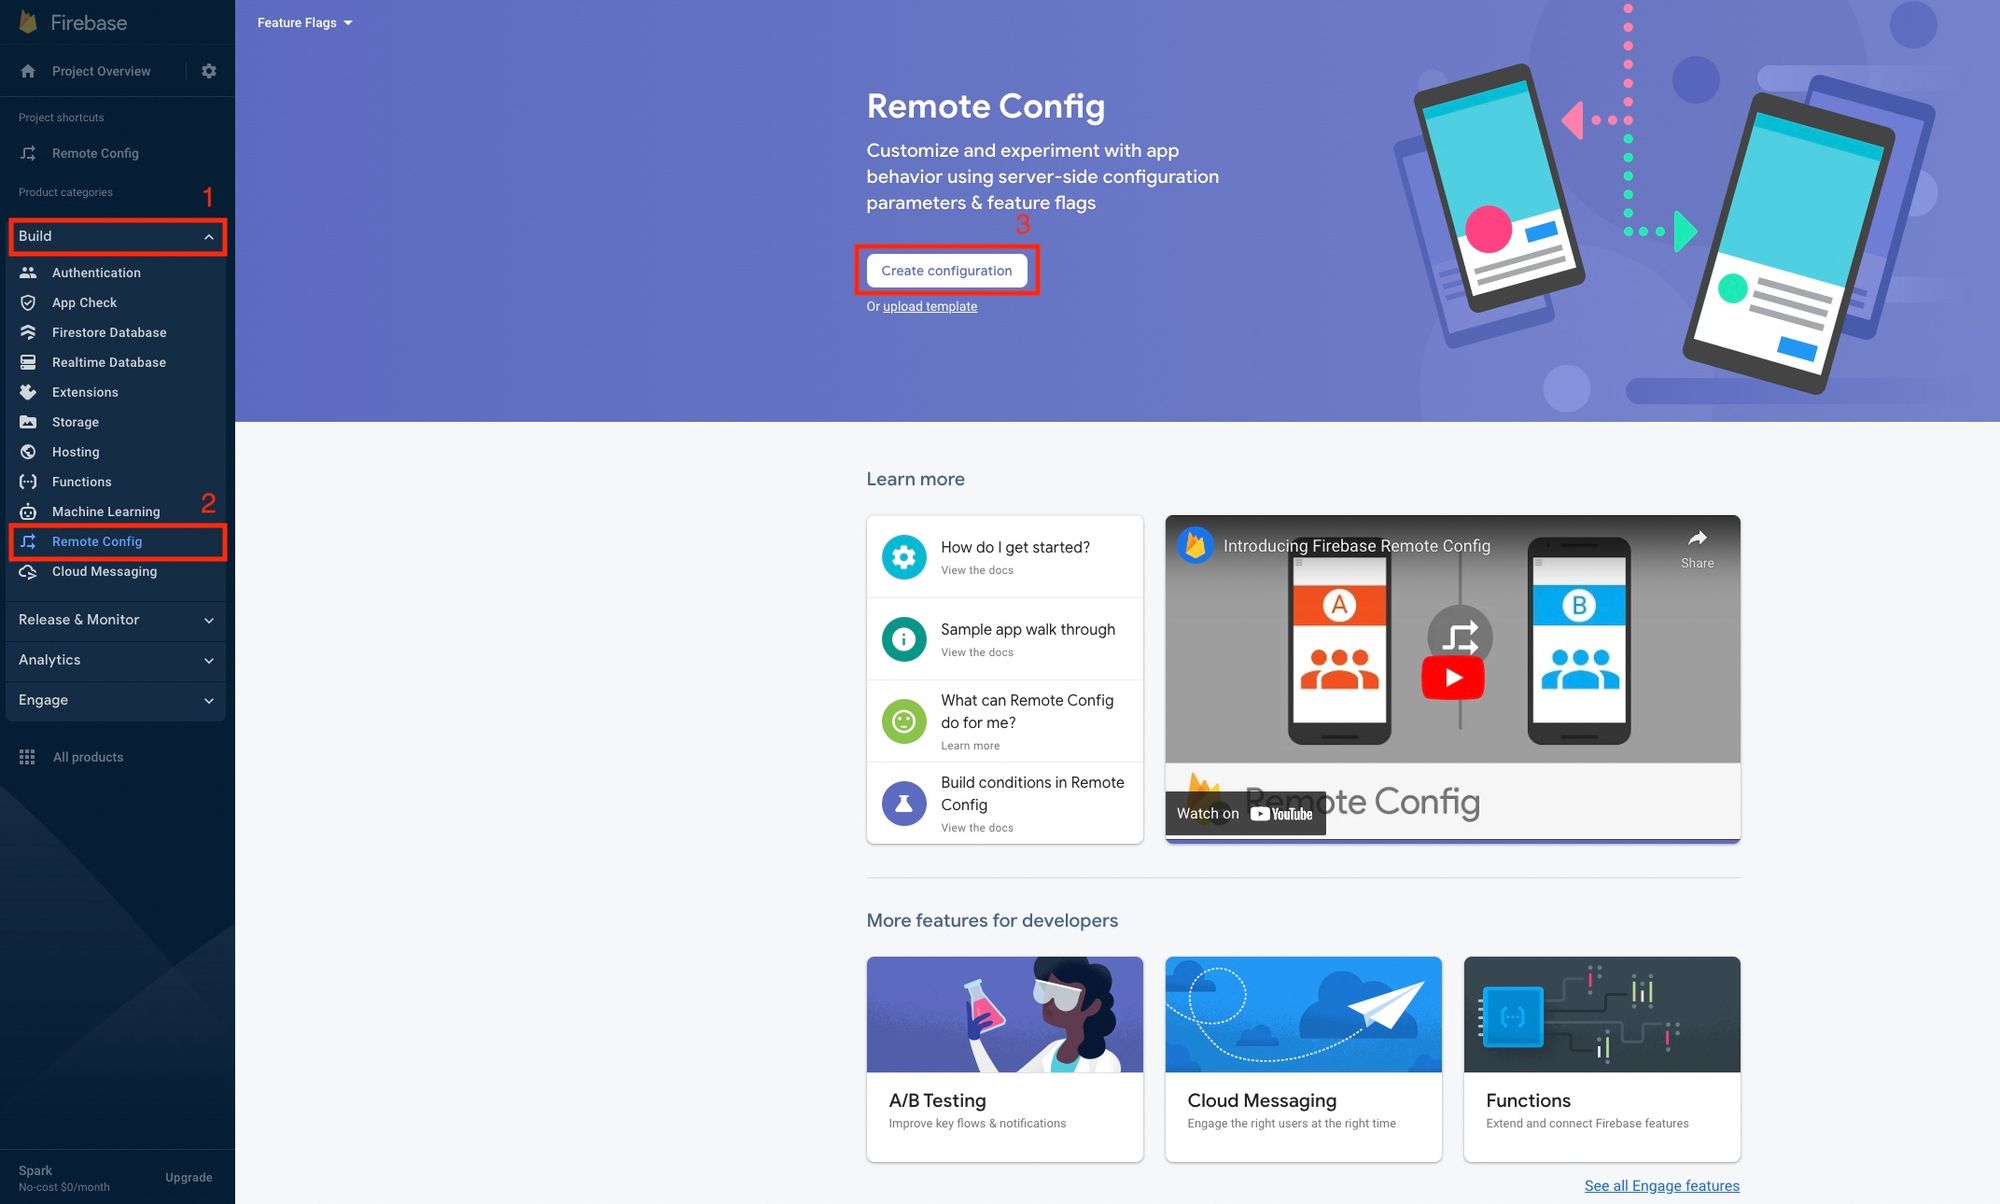 Firebase
Project Overview
Project shortcuts
Remote Config
Product categories
1
Build
Authentication
App Check
Firestore Database
Realtime Database
Extensions
Storage
Hosting
Functions
Machine Learning
2
Remote Config
Cloud Messaging
Release & Monitor
Analytics
Engage
All products
Spark
No-cost $0/month
Upgrade
Feature Flags
Remote Config
Customize and experiment with app
behavior using server-side configuration
parameters & feature flags
3
Create configuration
Or upload template
Learn more
How do I get started?
View the docs
Sample app walk through
View the docs
What can Remote Config
do for me?
Learn more
Build conditions in Remote
Config
View the docs
Introducing Firebase Remote Config
Share
A
B
Remote Config
Watch on YouTube
More features for developers
A/B Testing
Improve key flows & notifications
Cloud Messaging
Engage the right users at the right time
Functions
Extend and connect Firebase features
See all Engage features